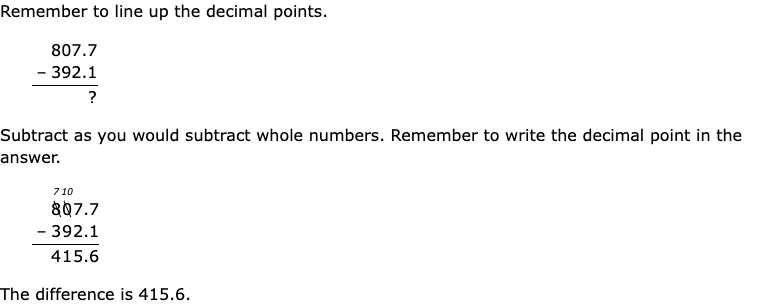 Remember to line up the decimal points.
807.7
– 392.1
?
Subtract as you would subtract whole numbers. Remember to write the decimal point in the
answer.
7 10
807.7
– 392.1
415.6
The difference is 415.6.